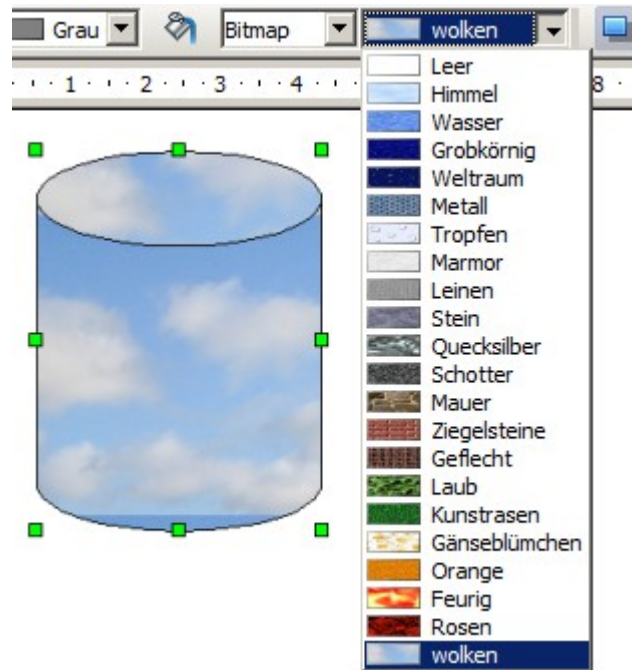 Grau Bitmap wolken
1 2 3 4 8
Leer
Himmel
Wasser
Grobkörnig
Weltraum
Metall
Tropfen
Marmor
Leinen
Stein
Quecksilber
Schotter
Mauer
Ziegelsteine
Geflecht
Laub
Kunstrasen
Gänseblümchen
Orange
Feurig
Rosen
wolken